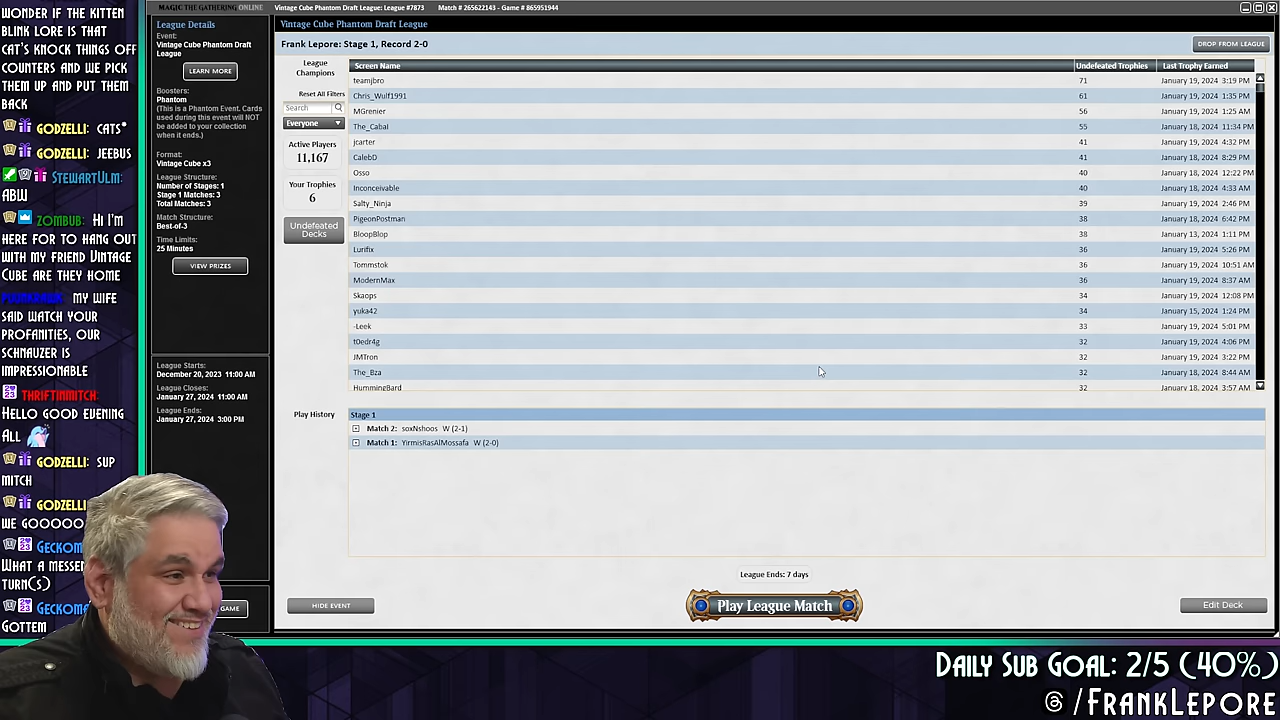 WONDER IF THE KITTEN
BLINK LORE IS THAT
CAT'S KNOCK THINGS OFF
COUNTERS AND WE PICK
THEM UP AND PUT THEM
BACK
GODZELLI: CATS*
GODZELLI: JEEBUS
STEWARTULM:
ABW
ZOMBUB: HI I'M
HERE FOR TO HANG OUT
WITH MY FRIEND VINTAGE
CUBE ARE THEY HOME
MY WIFE
SAID WATCH YOUR
PROFANITIES, OUR
SCHNAUZER IS
IMPRESSIONABLE
THRIFTINMITCH:
HELLO GOOD EVENING
ALL
GODZELLI: SUP
MITCH
GODZELLI:
WE GOOOOO
GECKOM
WHAT A MESSE
TURN(S)
GECKOM
GOTTEM
MAGIC THE GATHERING ONLINE
Vintage Cube Phantom Draft League: League #7873 Match # 265622143 - Game # 865951944
League Details
Event:
Vintage Cube Phantom Draft
League
LEARN MORE
Boosters:
Phantom
(This is a Phantom Event. Cards
used during this event will NOT
be added to your collection
when it ends.)
Format:
Vintage Cube x3
League Structure:
Number of Stages: 1
Stage 1 Matches: 3
Total Matches: 3
Match Structure:
Best-of-3
Time Limits:
25 Minutes
VIEW PRIZES
League Starts:
December 20, 2023 11:00 AM
League Closes:
January 27, 2024 11:00 AM
League Ends:
January 27, 2024 3:00 PM
GAME
Vintage Cube Phantom Draft League
Frank Lepore: Stage 1, Record 2-0
DROP FROM LEAGUE
League
Champions
Reset All Filters
Search
Everyone
Active Players
11,167
Your Trophies
6
Undefeated
Decks
Screen Name Undefeated Trophies Last Trophy Earned
teamjbro 71 January 19, 2024 3:19 PM
Chris_Wulf1991 61 January 19, 2024 1:35 PM
MGrenier 56 January 19, 2024 1:25 AM
The_Cabal 55 January 18, 2024 11:34 PM
jcarter 41 January 19, 2024 4:32 PM
CalebD 41 January 18, 2024 8:29 PM
Osso 40 January 18, 2024 12:22 PM
Inconceivable 40 January 18, 2024 4:33 AM
Salty_Ninja 39 January 19, 2024 2:46 PM
PigeonPostman 38 January 18, 2024 6:42 PM
BloopBlop 38 January 13, 2024 1:11 PM
Lurifix 36 January 19, 2024 5:26 PM
Tommstok 36 January 19, 2024 10:51 AM
ModernMax 36 January 19, 2024 8:37 AM
Skaops 34 January 19, 2024 12:08 PM
yuka42 34 January 15, 2024 1:24 PM
-Leek 33 January 19, 2024 5:01 PM
t0edr4g 32 January 19, 2024 4:06 PM
JMTron 32 January 19, 2024 3:22 PM
The_Bza 32 January 18, 2024 8:44 AM
HummingBard 32 January 18, 2024 3:57 AM
Play History
Stage 1
Match 2: soxNshoos W (2-1)
Match 1: YirmisRasAlMossafa W (2-0)
League Ends: 7 days
HIDE EVENT
Play League Match
Edit Deck
DAILY SUB GOAL: 2/5 (40%)
/FRANKLEPORE